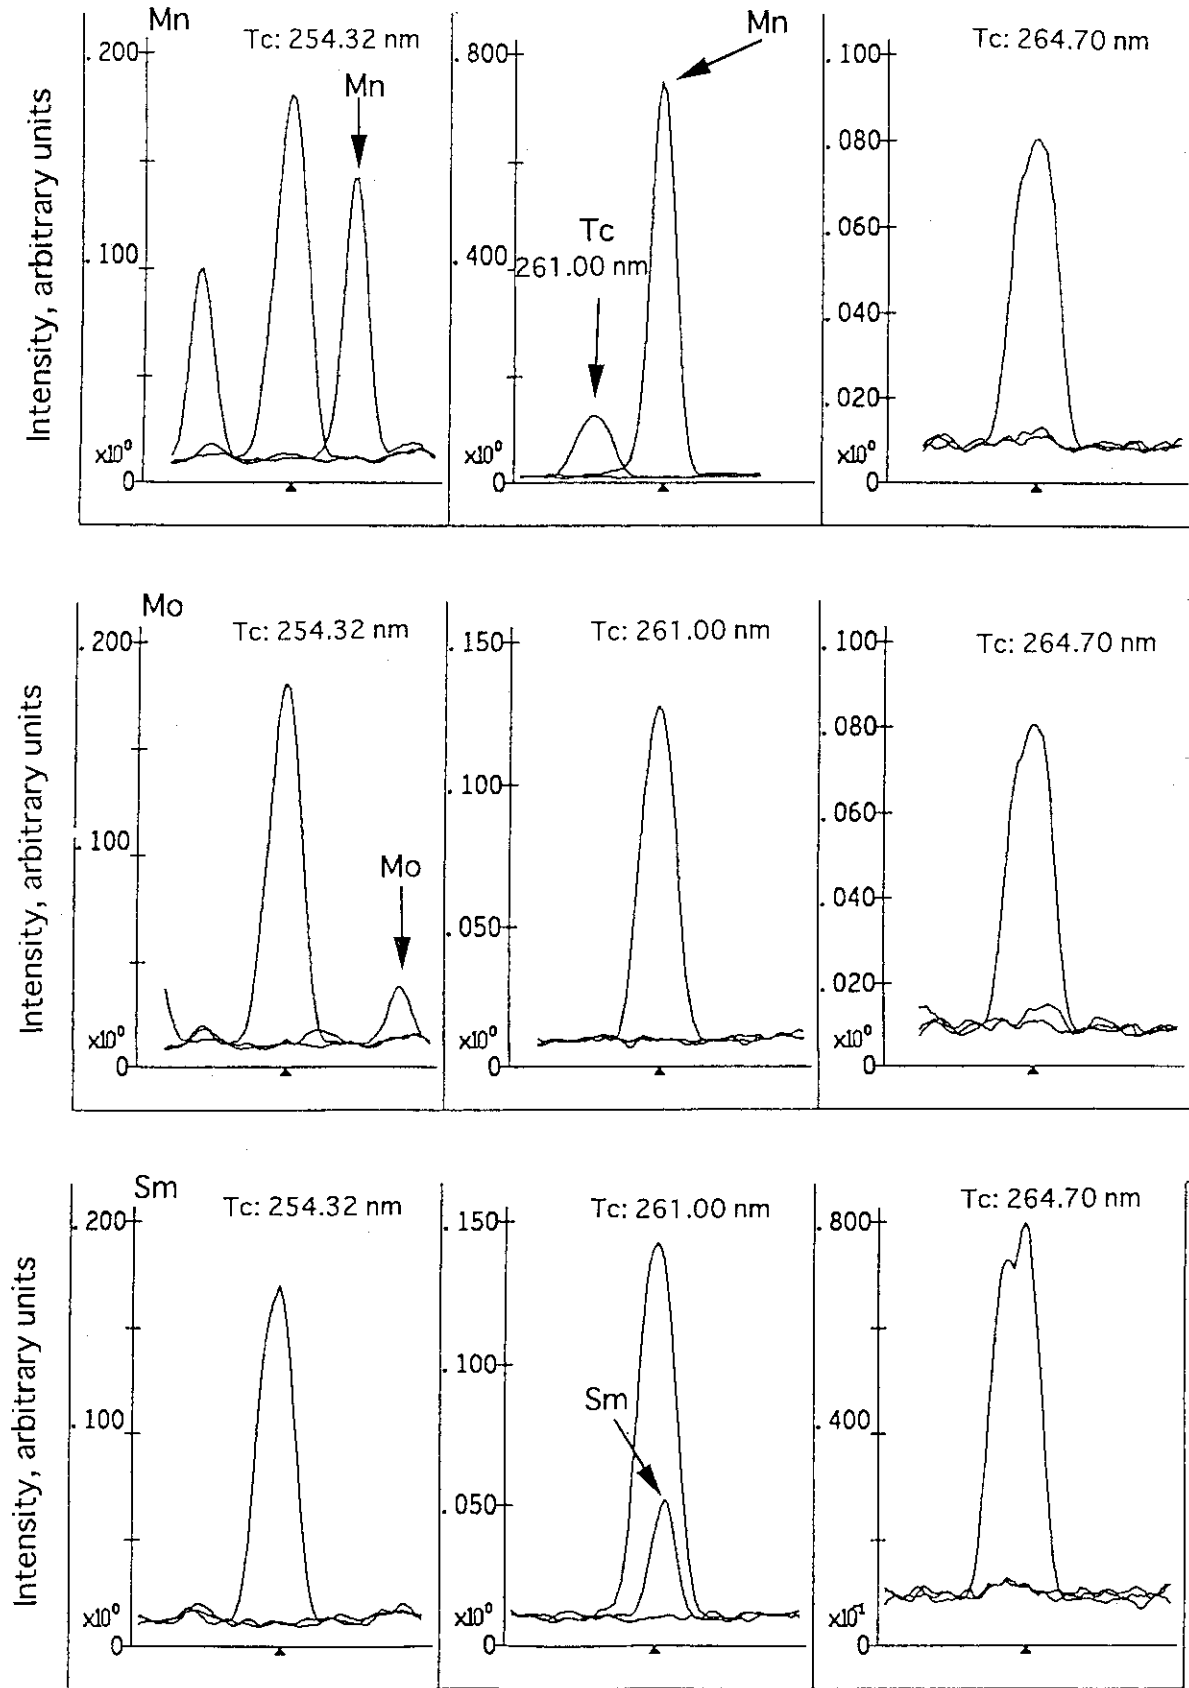 Mn
Tc: 254.32 nm
Mn
.200
.100
x10⁰
0
Intensity, arbitrary units
Mn
Tc
261.00 nm
.800
.400
x10⁰
0
Tc: 264.70 nm
.100
.080
.060
.040
.020
x10⁰
0
Mo
Tc: 254.32 nm
Mo
.200
.100
x10⁰
0
Intensity, arbitrary units
Tc: 261.00 nm
.150
.100
.050
x10⁰
0
Tc: 264.70 nm
.100
.080
.060
.040
.020
x10⁰
0
Sm
Tc: 254.32 nm
.200
.100
x10⁰
0
Intensity, arbitrary units
Tc: 261.00 nm
Sm
.150
.100
.050
x10⁰
0
Tc: 264.70 nm
.800
.400
0